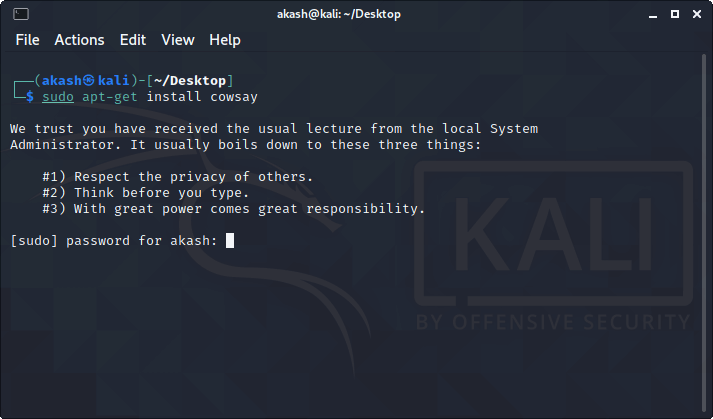 akash@kali: ~/Desktop
File Actions Edit View Help
┌──(akash㉿kali)-[~/Desktop]
└─$ sudo apt-get install cowsay
We trust you have received the usual lecture from the local System
Administrator. It usually boils down to these three things:
#1) Respect the privacy of others.
#2) Think before you type.
#3) With great power comes great responsibility.
[sudo] password for akash:
KALI
BY OFFENSIVE SECURITY